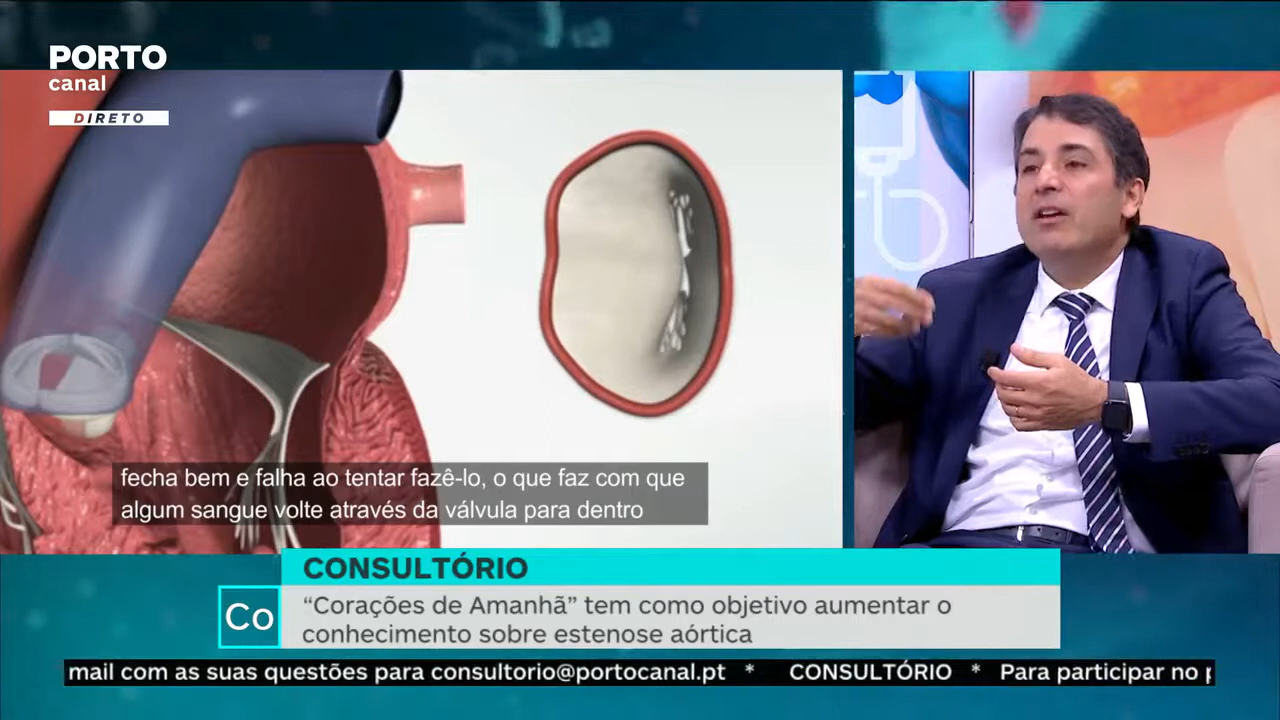 PORTO
canal
DIRETO
fecha bem e falha ao tentar fazê-lo, o que faz com que
algum sangue volte através da válvula para dentro
CONSULTÓRIO
Co
“Corações de Amanhã” tem como objetivo aumentar o
conhecimento sobre estenose aórtica
mail com as suas questões para consultorio@portocanal.pt * CONSULTÓRIO * Para participar no